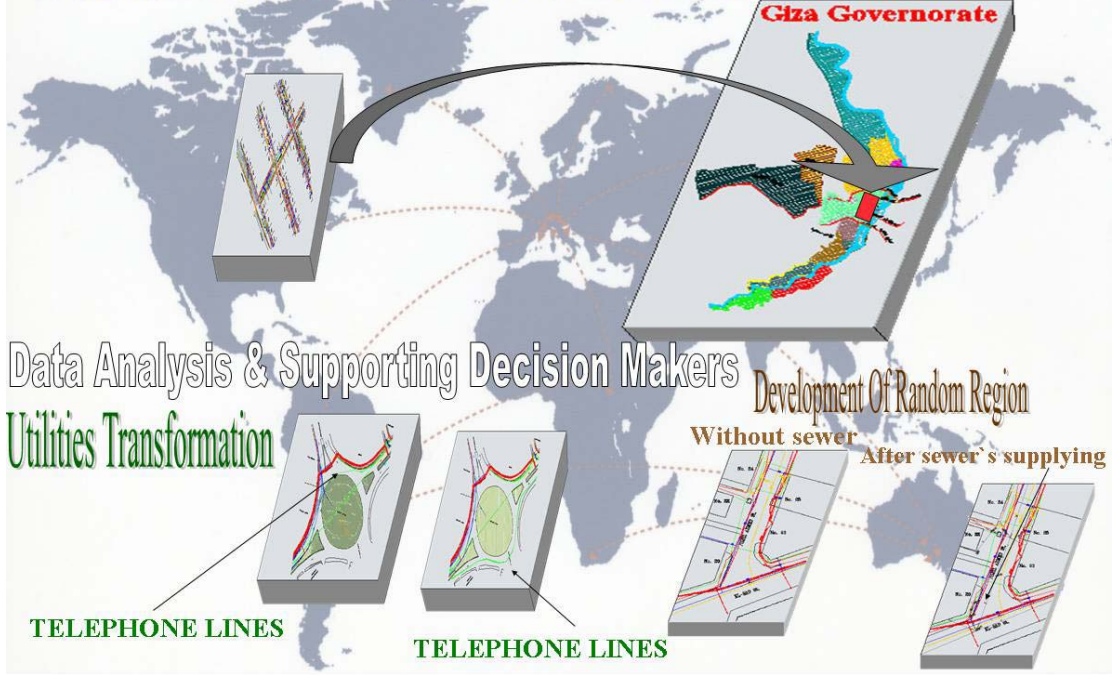 Giza Governorate
Data Analysis & Supporting Decision Makers
Utilities Transformation
Development Of Random Region
Without sewer
After sewer`s supplying
TELEPHONE LINES
TELEPHONE LINES